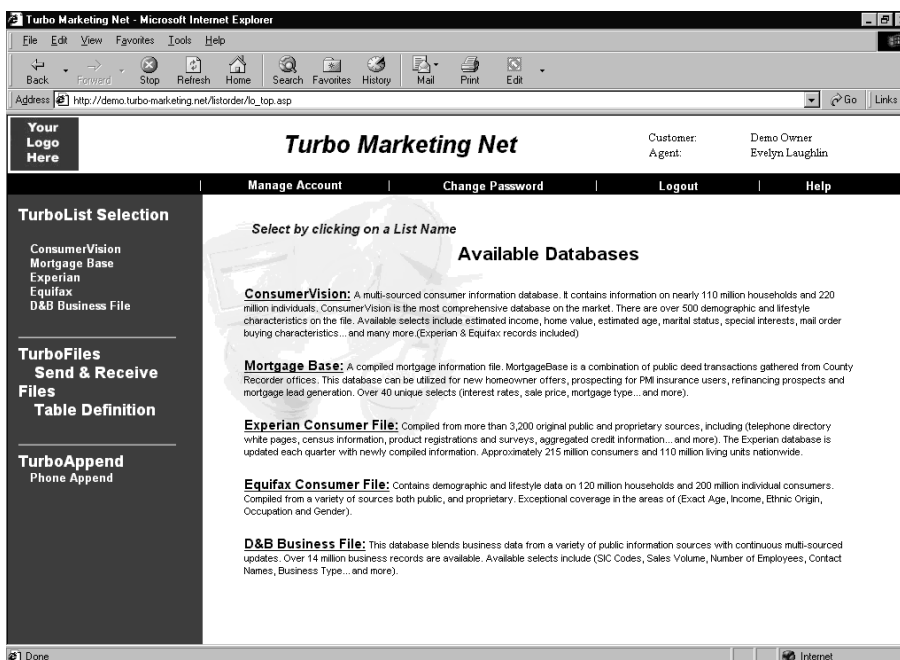 Turbo Marketing Net - Microsoft Internet Explorer
File Edit View Favorites Tools Help
Back Forward Stop Refresh Home Search Favorites History Mail Print Edit
Address http://demo.turbo-marketing.net/listorder/lo_top.asp Go Links
Your
Logo
Here
Turbo Marketing Net
Customer: Demo Owner
Agent: Evelyn Laughlin
| Manage Account | Change Password | Logout | Help
TurboList Selection
ConsumerVision
Mortgage Base
Experian
Equifax
D&B Business File
TurboFiles
Send & Receive
Files
Table Definition
TurboAppend
Phone Append
Select by clicking on a List Name
Available Databases
ConsumerVision: A multi-sourced consumer information database. It contains information on nearly 110 million households and 220
million individuals. ConsumerVision is the most comprehensive database on the market. There are over 500 demographic and lifestyle
characteristics on the file. Available selects include estimated income, home value, estimated age, marital status, special interests, mail order
buying characteristics... and many more.(Experian & Equifax records included)
Mortgage Base: A compiled mortgage information file. MortgageBase is a combination of public deed transactions gathered from County
Recorder offices. This database can be utilized for new homeowner offers, prospecting for PMI insurance users, refinancing prospects and
mortgage lead generation. Over 40 unique selects (interest rates, sale price, mortgage type... and more).
Experian Consumer File: Compiled from more than 3,200 original public and proprietary sources, including (telephone directory
white pages, census information, product registrations and surveys, aggregated credit information... and more). The Experian database is
updated each quarter with newly compiled information. Approximately 215 million consumers and 110 million living units nationwide.
Equifax Consumer File: Contains demographic and lifestyle data on 120 million households and 200 million individual consumers.
Compiled from a variety of sources both public, and proprietary. Exceptional coverage in the areas of (Exact Age, Income, Ethnic Origin,
Occupation and Gender).
D&B Business File: This database blends business data from a variety of public information sources with continuous multi-sourced
updates. Over 14 million business records are available. Available selects include (SIC Codes, Sales Volume, Number of Employees, Contact
Names, Business Type... and more).
Done Internet